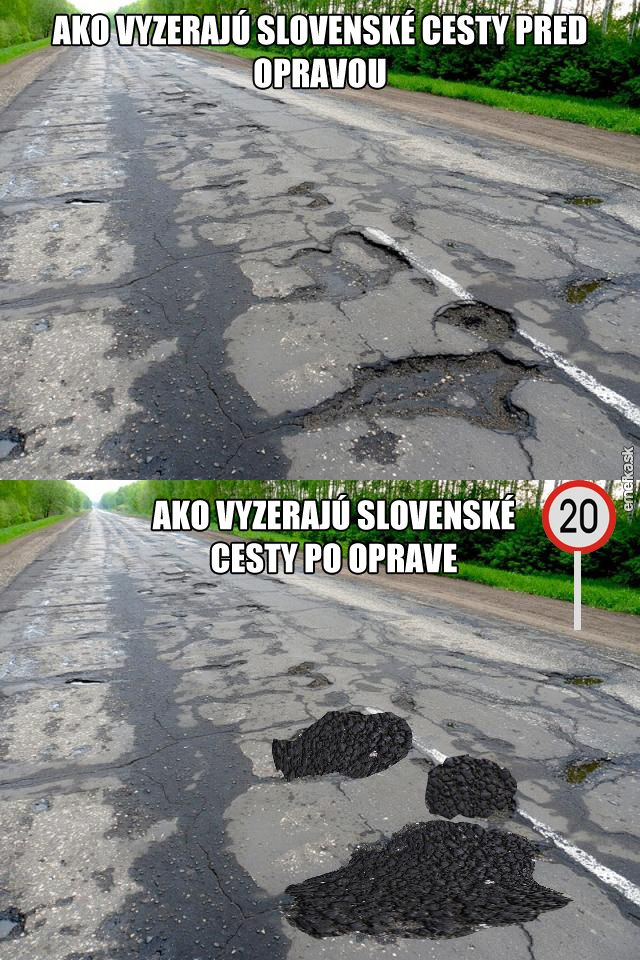 AKO VYZERAJÚ SLOVENSKÉ CESTY PRED
OPRAVOU
emefka.sk
AKO VYZERAJÚ SLOVENSKÉ
CESTY PO OPRAVE
20